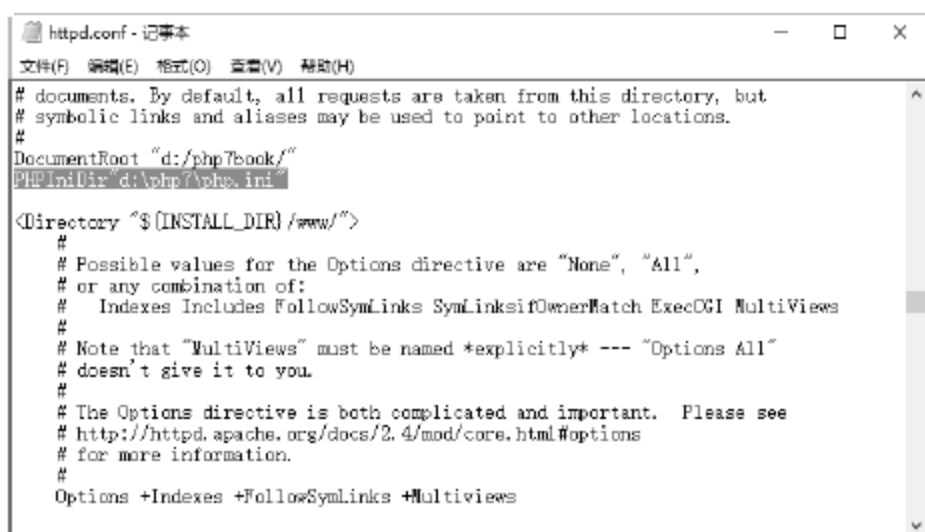 httpd.conf - 记事本
文件(F) 编辑(E) 格式(O) 查看(V) 帮助(H)
# documents. By default, all requests are taken from this directory, but
# symbolic links and aliases may be used to point to other locations.
#
DocumentRoot "d:/php7book/"
PHPIniDir"d:\php7\php.ini"
<Directory "${INSTALL_DIR}/www/">
#
# Possible values for the Options directive are "None", "All",
# or any combination of:
#   Indexes Includes FollowSymLinks SymLinksifOwnerMatch ExecCGI MultiViews
#
# Note that "MultiViews" must be named *explicitly* --- "Options All"
# doesn't give it to you.
#
# The Options directive is both complicated and important.  Please see
# http://httpd.apache.org/docs/2.4/mod/core.html#options
# for more information.
#
Options +Indexes +FollowSymLinks +Multiviews